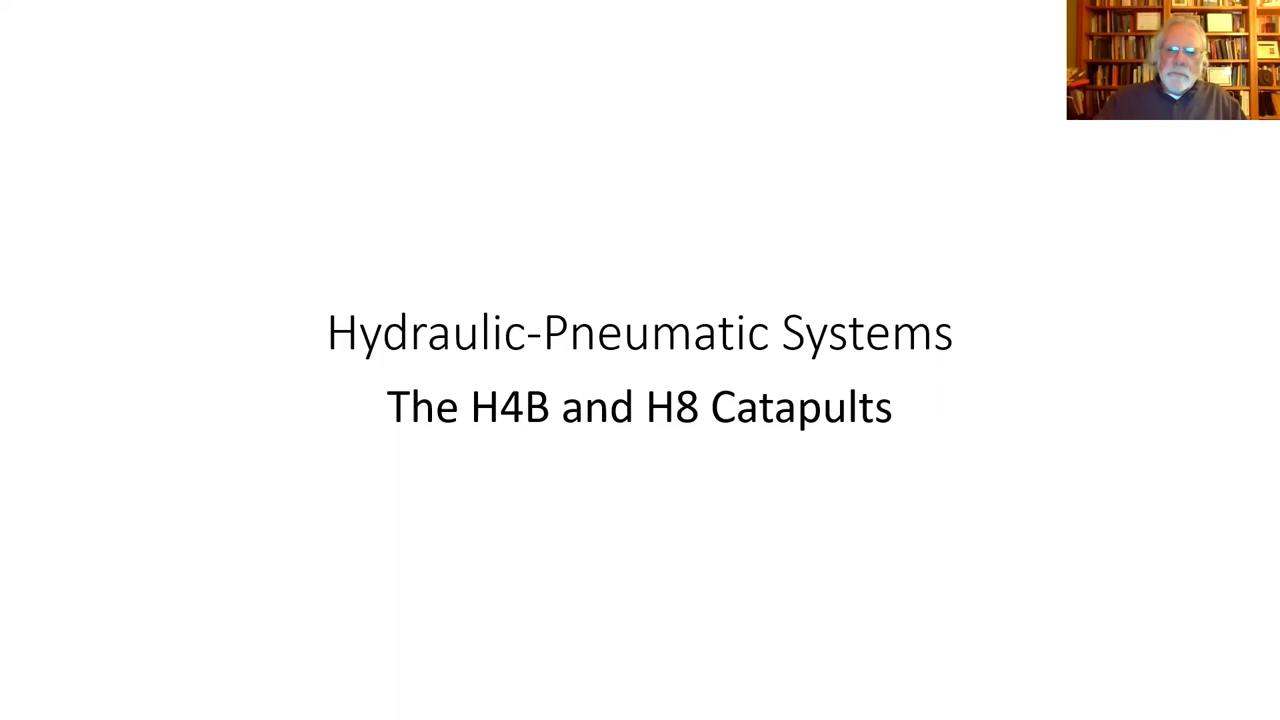 Hydraulic-Pneumatic Systems
The H4B and H8 Catapults